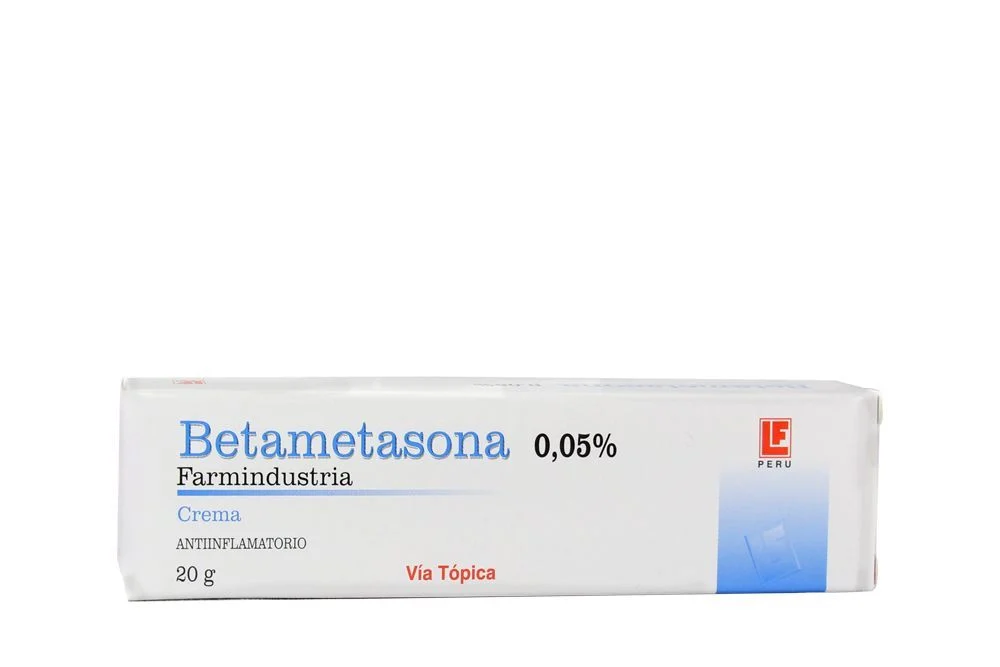 Betametasona 0,05%
Farmindustria
Crema
ANTIINFLAMATORIO
20 g
Vía Tópica
LF
PERU